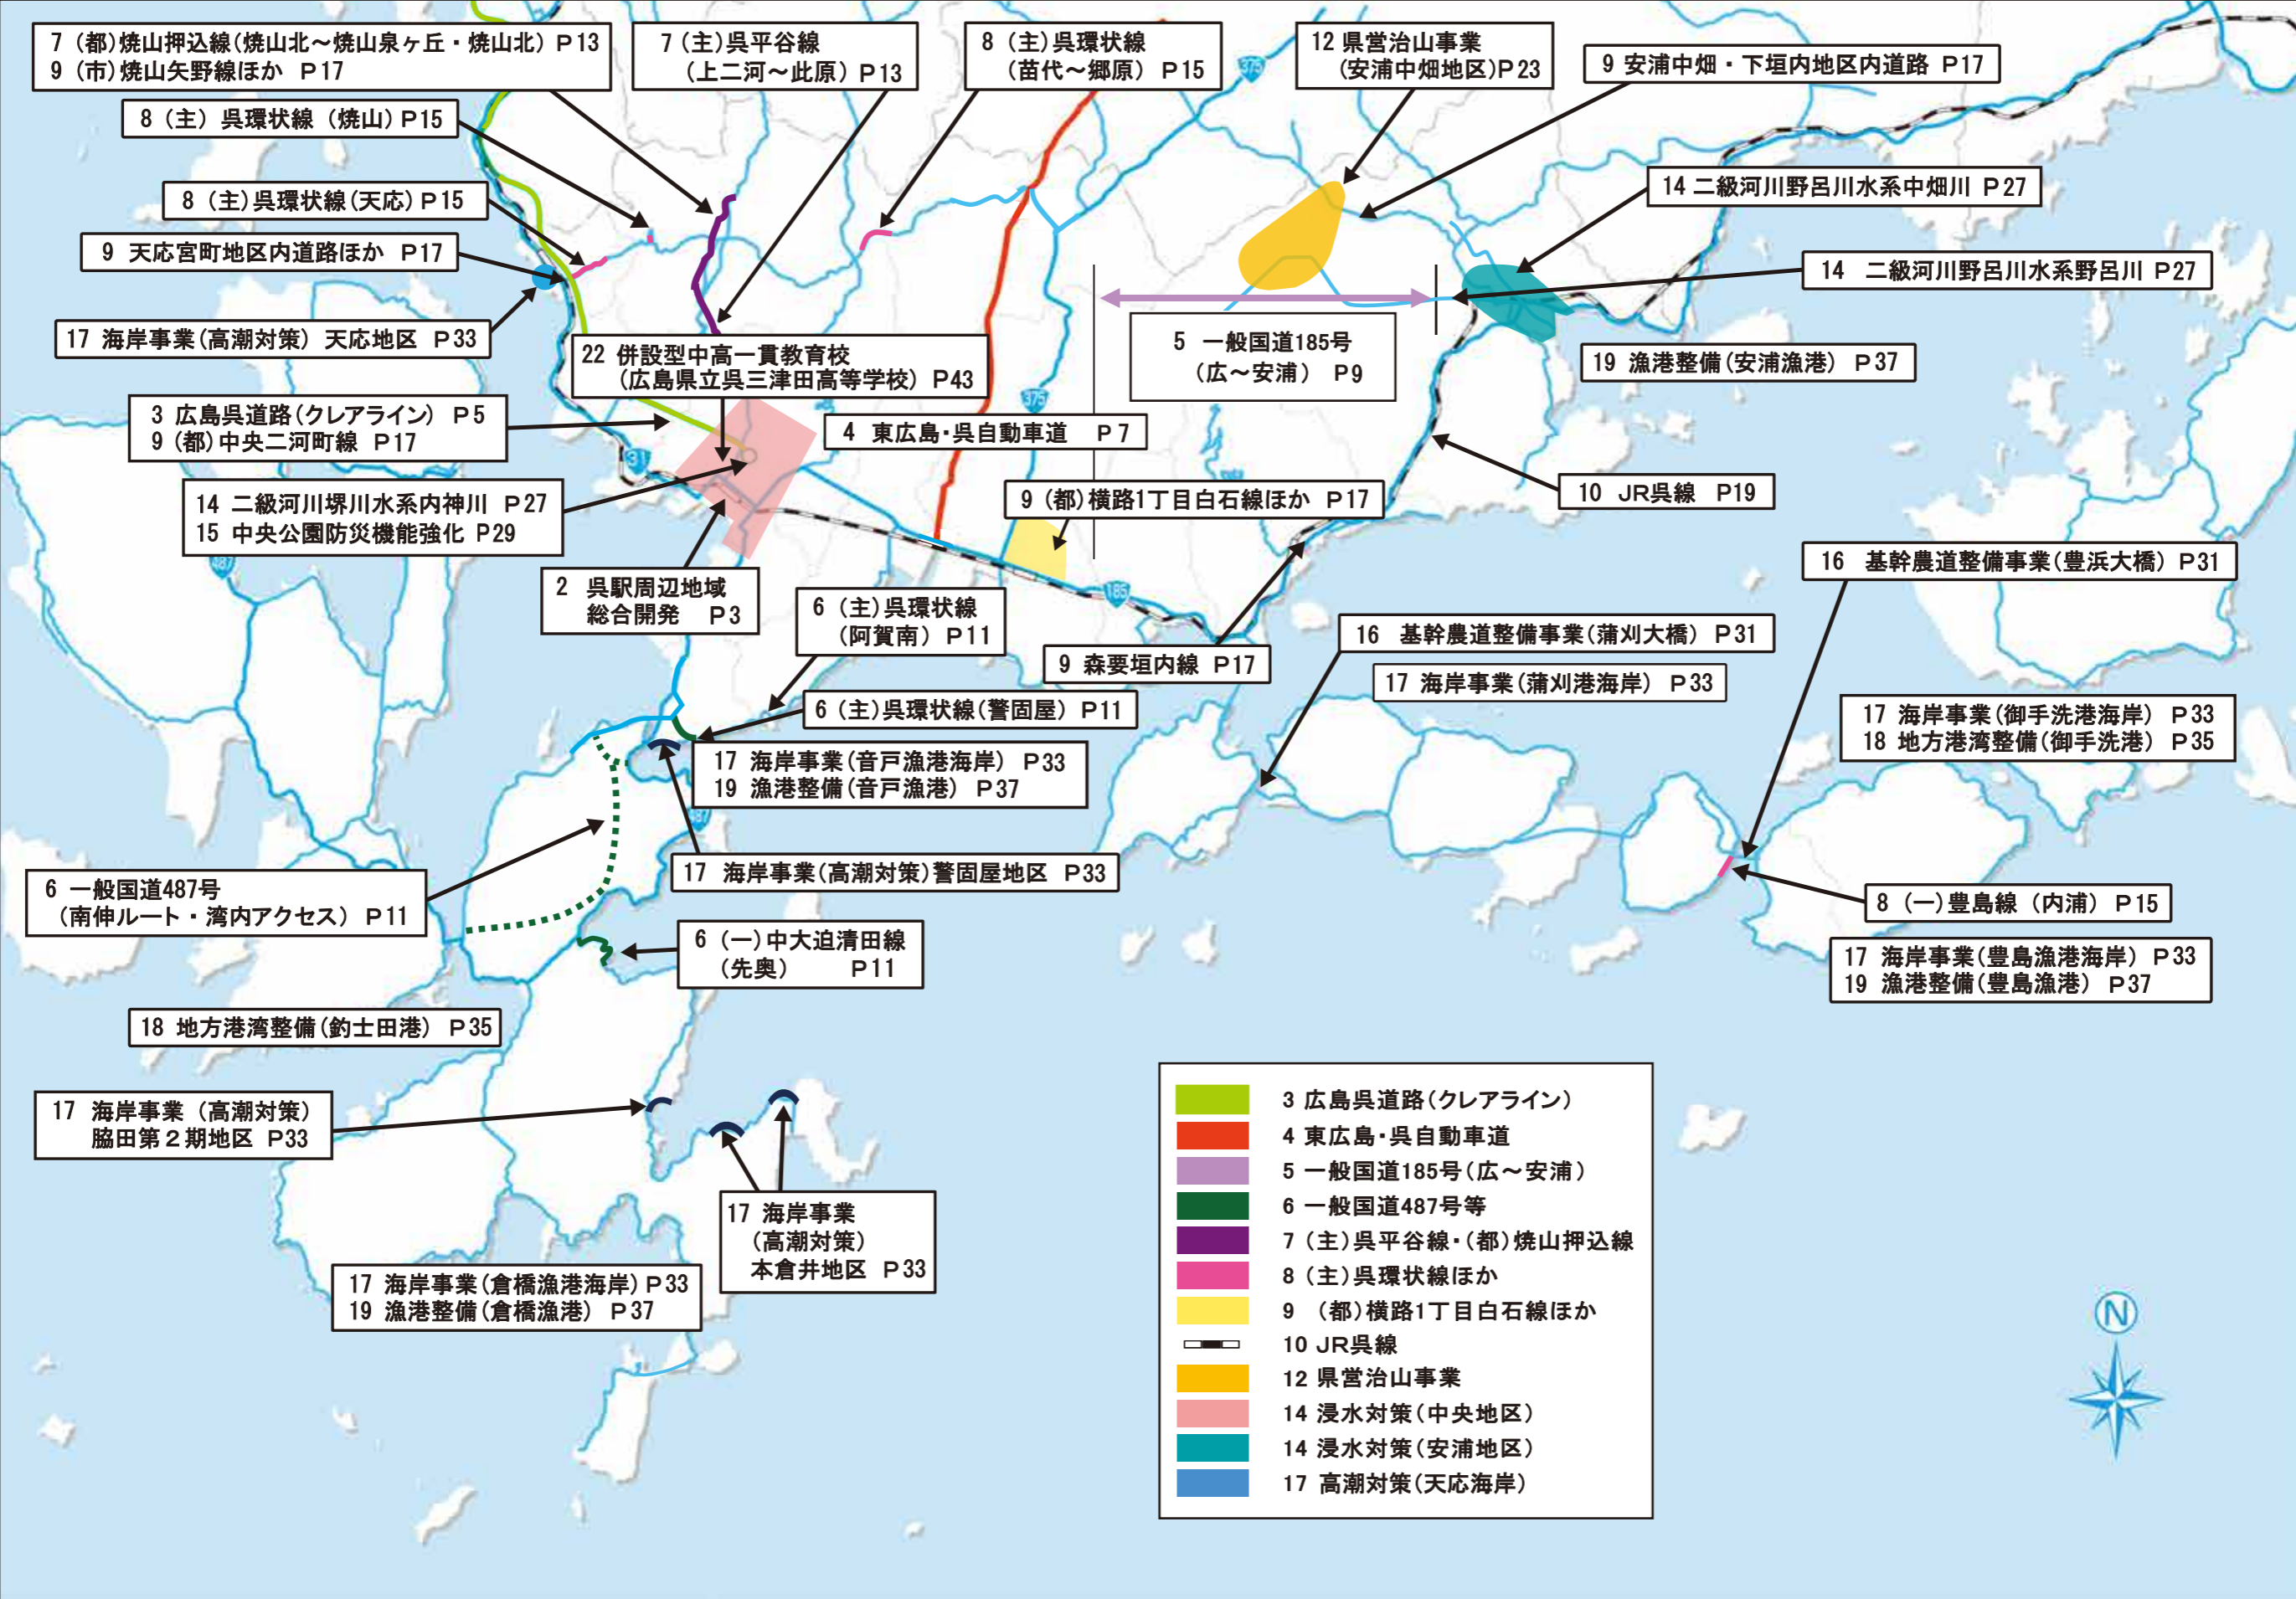 7 (都)焼山押込線(焼山北～焼山泉ヶ丘・焼山北) P13
9 (市)焼山矢野線ほか P17
7 (主)呉平谷線
(上二河～此原) P13
8 (主)呉環状線
(苗代～郷原) P15
12 県営治山事業
(安浦中畑地区)P23
9 安浦中畑・下垣内地区内道路 P17
375
8 (主) 呉環状線 (焼山) P15
8 (主)呉環状線(天応) P15
14 二級河川野呂川水系中畑川 P27
9 天応宮町地区内道路ほか P17
14 二級河川野呂川水系野呂川 P27
17 海岸事業(高潮対策) 天応地区 P33
22 併設型中高一貫教育校
(広島県立呉三津田高等学校) P43
5 一般国道185号
(広～安浦) P9
19 漁港整備(安浦漁港) P37
375
3 広島呉道路(クレアライン) P5
9 (都)中央二河町線 P17
4 東広島・呉自動車道 P7
31
14 二級河川堺川水系内神川 P27
15 中央公園防災機能強化 P29
9 (都)横路1丁目白石線ほか P17
10 JR呉線 P19
487
2 呉駅周辺地域
総合開発 P3
185
16 基幹農道整備事業(豊浜大橋) P31
6 (主)呉環状線
(阿賀南) P11
9 森要垣内線 P17
16 基幹農道整備事業(蒲刈大橋) P31
17 海岸事業(蒲刈港海岸) P33
6 (主)呉環状線(警固屋) P11
17 海岸事業(御手洗港海岸) P33
18 地方港湾整備(御手洗港) P35
17 海岸事業(音戸漁港海岸) P33
19 漁港整備(音戸漁港) P37
487
17 海岸事業(高潮対策)警固屋地区 P33
6 一般国道487号
(南伸ルート・湾内アクセス) P11
8 (一)豊島線 (内浦) P15
6 (一)中大迫清田線
(先奥) P11
17 海岸事業(豊島漁港海岸) P33
19 漁港整備(豊島漁港) P37
18 地方港湾整備(釣士田港) P35
17 海岸事業 (高潮対策)
脇田第2期地区 P33
17 海岸事業
(高潮対策)
本倉井地区 P33
17 海岸事業(倉橋漁港海岸) P33
19 漁港整備(倉橋漁港) P37
3 広島呉道路(クレアライン)
4 東広島・呉自動車道
5 一般国道185号(広～安浦)
6 一般国道487号等
7 (主)呉平谷線・(都)焼山押込線
8 (主)呉環状線ほか
9 (都)横路1丁目白石線ほか
10 JR呉線
12 県営治山事業
14 浸水対策(中央地区)
14 浸水対策(安浦地区)
17 高潮対策(天応海岸)
N